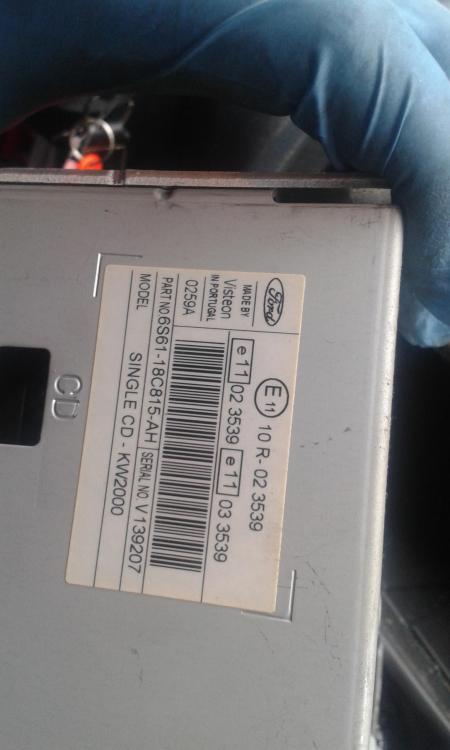 Ford
MADE BY
Visteon
IN PORTUGAL
0259A
E 11 10 R- 02 3539
e 11 02 3539 e 11 03 3539
PART NO. 6S61-18C815-AH SERIAL NO. V139207
MODEL SINGLE CD - KW2000
CD